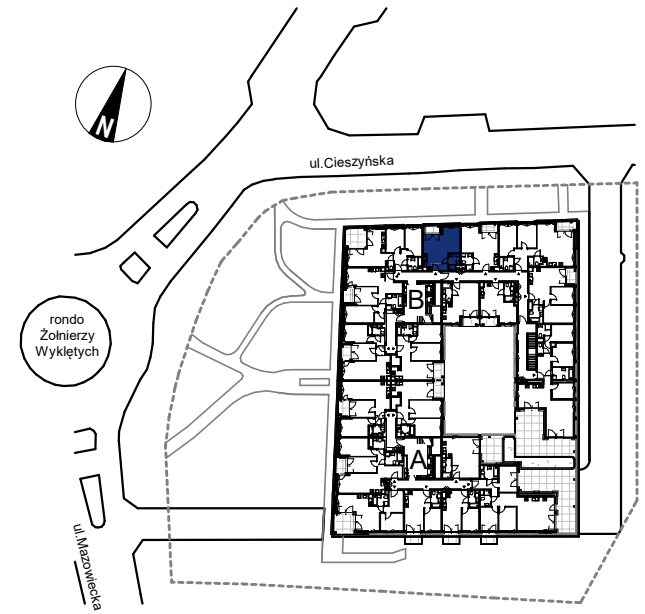 N
ul.Cieszyńska
B
rondo
Żołnierzy
Wyklętych
A
ul.Mazowiecka